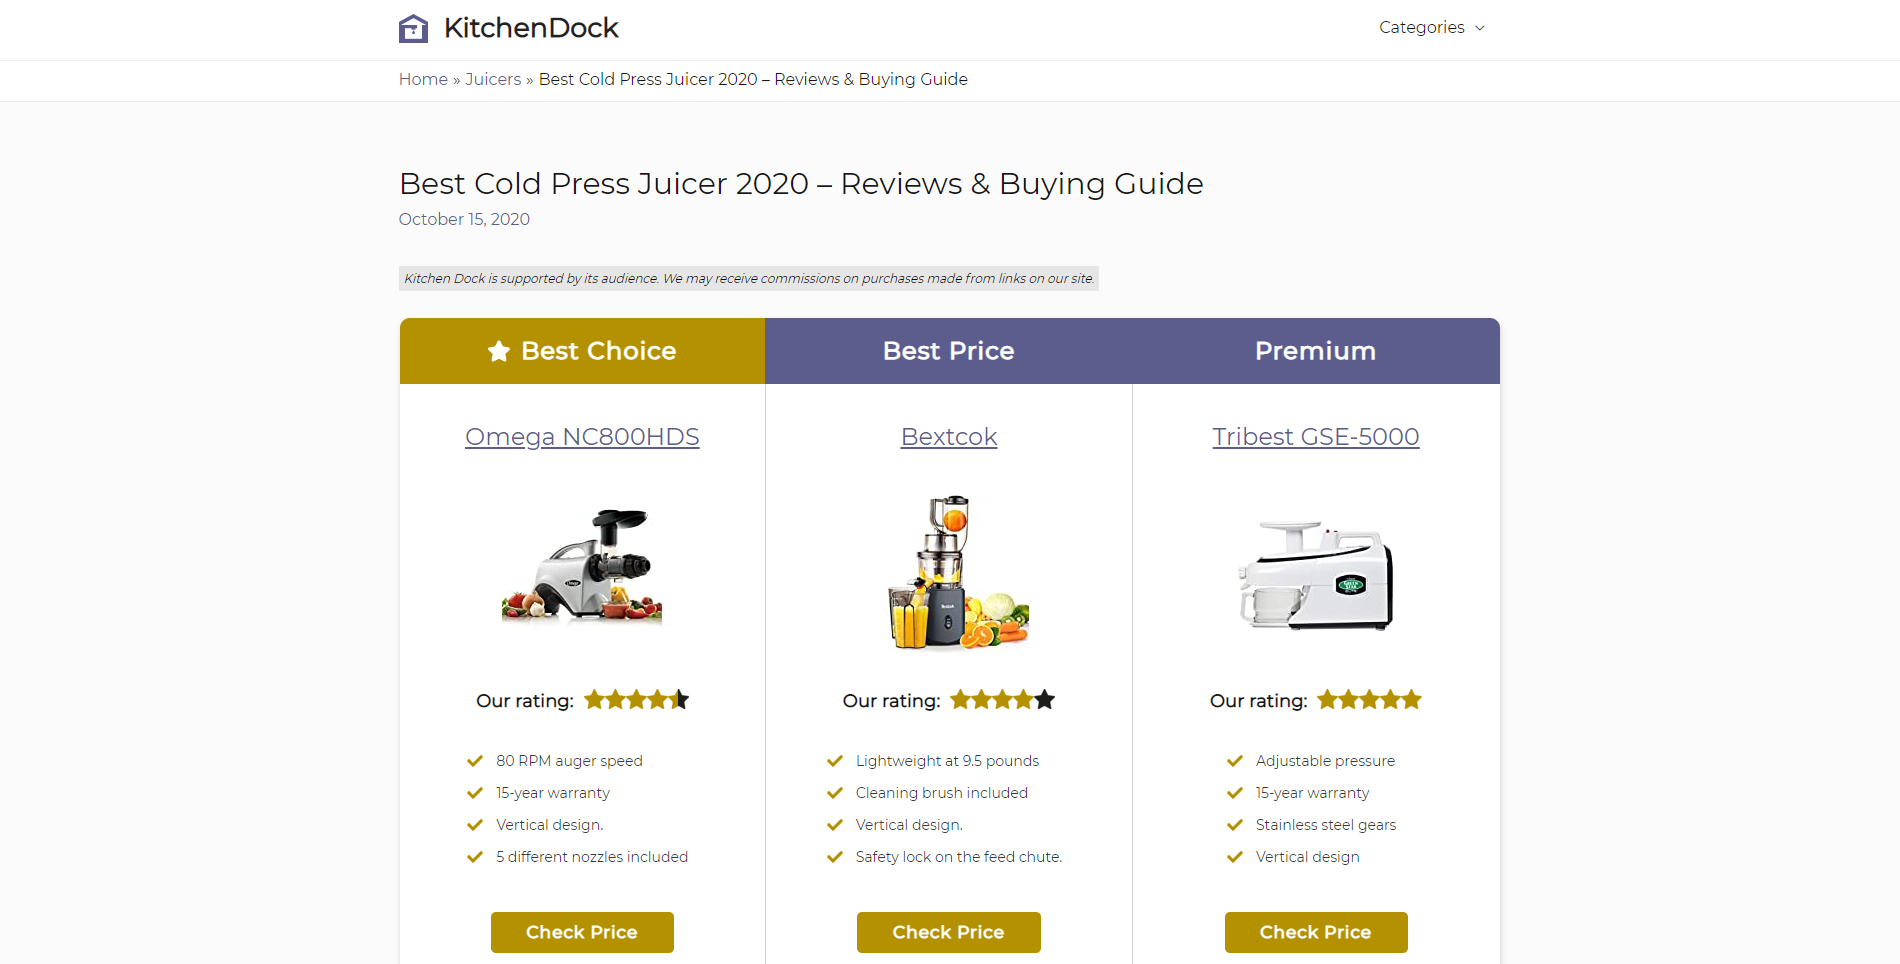 KitchenDock
Categories
Home » Juicers » Best Cold Press Juicer 2020 – Reviews & Buying Guide
Best Cold Press Juicer 2020 – Reviews & Buying Guide
October 15, 2020
Kitchen Dock is supported by its audience. We may receive commissions on purchases made from links on our site.
Best Choice
Best Price
Premium
Omega NC800HDS
Bextcok
Tribest GSE-5000
Our rating:
Our rating:
Our rating:
80 RPM auger speed
15-year warranty
Vertical design.
5 different nozzles included
Lightweight at 9.5 pounds
Cleaning brush included
Vertical design.
Safety lock on the feed chute.
Adjustable pressure
15-year warranty
Stainless steel gears
Vertical design
Check Price
Check Price
Check Price